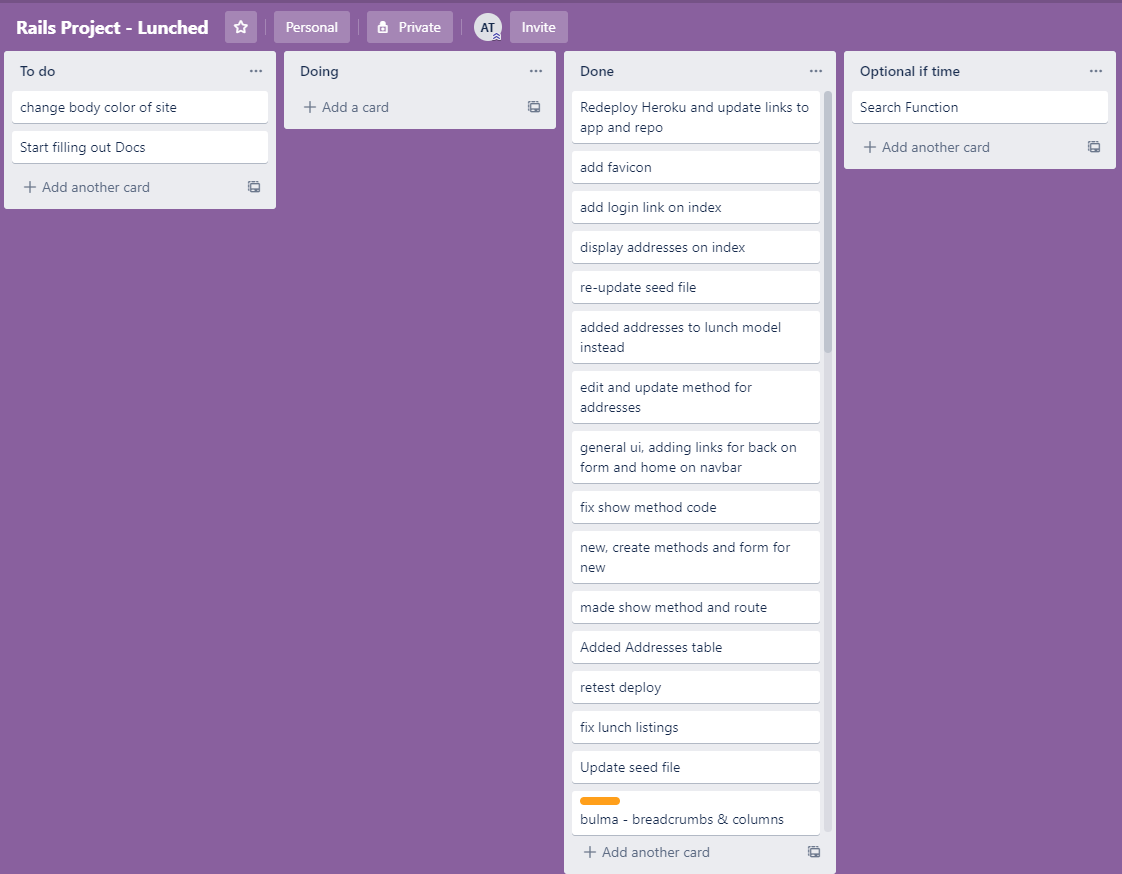 Rails Project - Lunched
Personal
Private
AT
Invite
To do
change body color of site
Start filling out Docs
+ Add another card
Doing
+ Add a card
Done
Redeploy Heroku and update links to
app and repo
add favicon
add login link on index
display addresses on index
re-update seed file
added addresses to lunch model
instead
edit and update method for
addresses
general ui, adding links for back on
form and home on navbar
fix show method code
new, create methods and form for
new
made show method and route
Added Addresses table
retest deploy
fix lunch listings
Update seed file
bulma - breadcrumbs & columns
+ Add another card
Optional if time
Search Function
+ Add another card